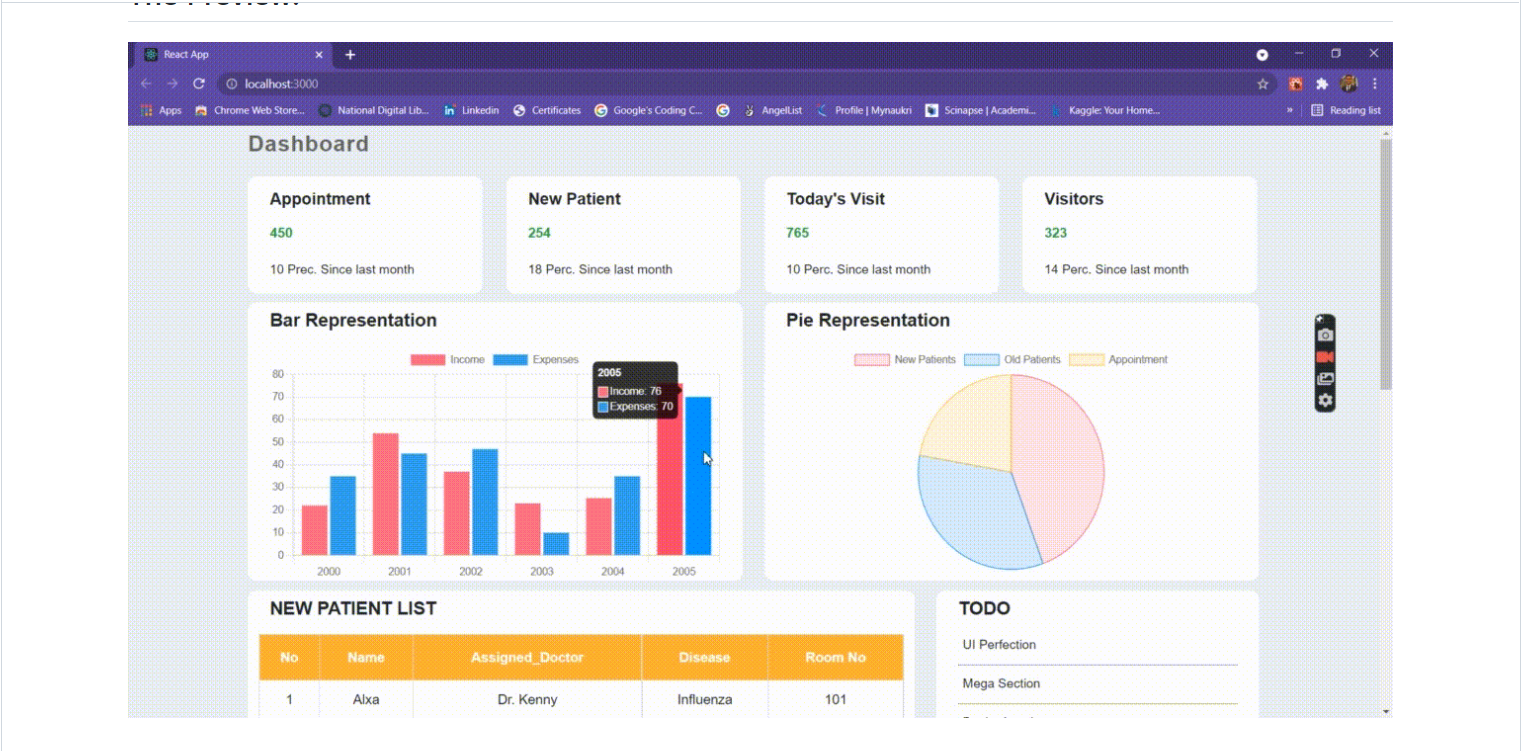 React App
localhost:3000
Apps Chrome Web Store... National Digital Lib... Linkedin Certificates Google's Coding C... AngelList Profile | Mynaukri Scinapse | Academi... Kaggle: Your Home... » Reading list
Dashboard
Appointment
450
10 Prec. Since last month
New Patient
254
18 Perc. Since last month
Today's Visit
765
10 Perc. Since last month
Visitors
323
14 Perc. Since last month
Bar Representation
Income Expenses
80
70
60
50
40
30
20
10
0
2005
Income: 76
Expenses: 70
2000 2001 2002 2003 2004 2005
Pie Representation
New Patients Old Patients Appointment
NEW PATIENT LIST
No Name Assigned_Doctor Disease Room No
1 Alxa Dr. Kenny Influenza 101
TODO
UI Perfection
Mega Section